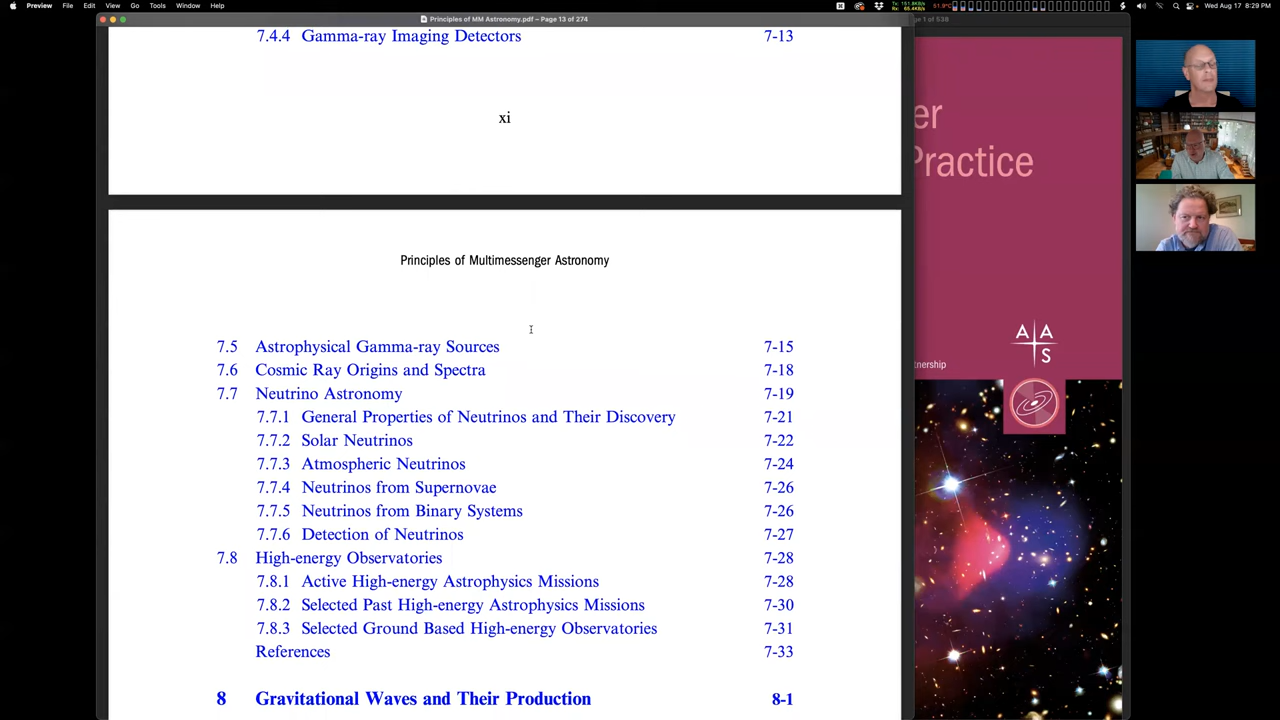 Preview File Edit View Go Tools Window Help
51.9°C
Wed Aug 17 8:29 PM
Principles of MM Astronomy.pdf – Page 13 of 274
ge 1 of 538
7.4.4 Gamma-ray Imaging Detectors 7-13
xi
Principles of Multimessenger Astronomy
7.5 Astrophysical Gamma-ray Sources 7-15
7.6 Cosmic Ray Origins and Spectra 7-18
7.7 Neutrino Astronomy 7-19
7.7.1 General Properties of Neutrinos and Their Discovery 7-21
7.7.2 Solar Neutrinos 7-22
7.7.3 Atmospheric Neutrinos 7-24
7.7.4 Neutrinos from Supernovae 7-26
7.7.5 Neutrinos from Binary Systems 7-26
7.7.6 Detection of Neutrinos 7-27
7.8 High-energy Observatories 7-28
7.8.1 Active High-energy Astrophysics Missions 7-28
7.8.2 Selected Past High-energy Astrophysics Missions 7-30
7.8.3 Selected Ground Based High-energy Observatories 7-31
References 7-33
8 Gravitational Waves and Their Production 8-1
er
Practice
A A
S
tnership